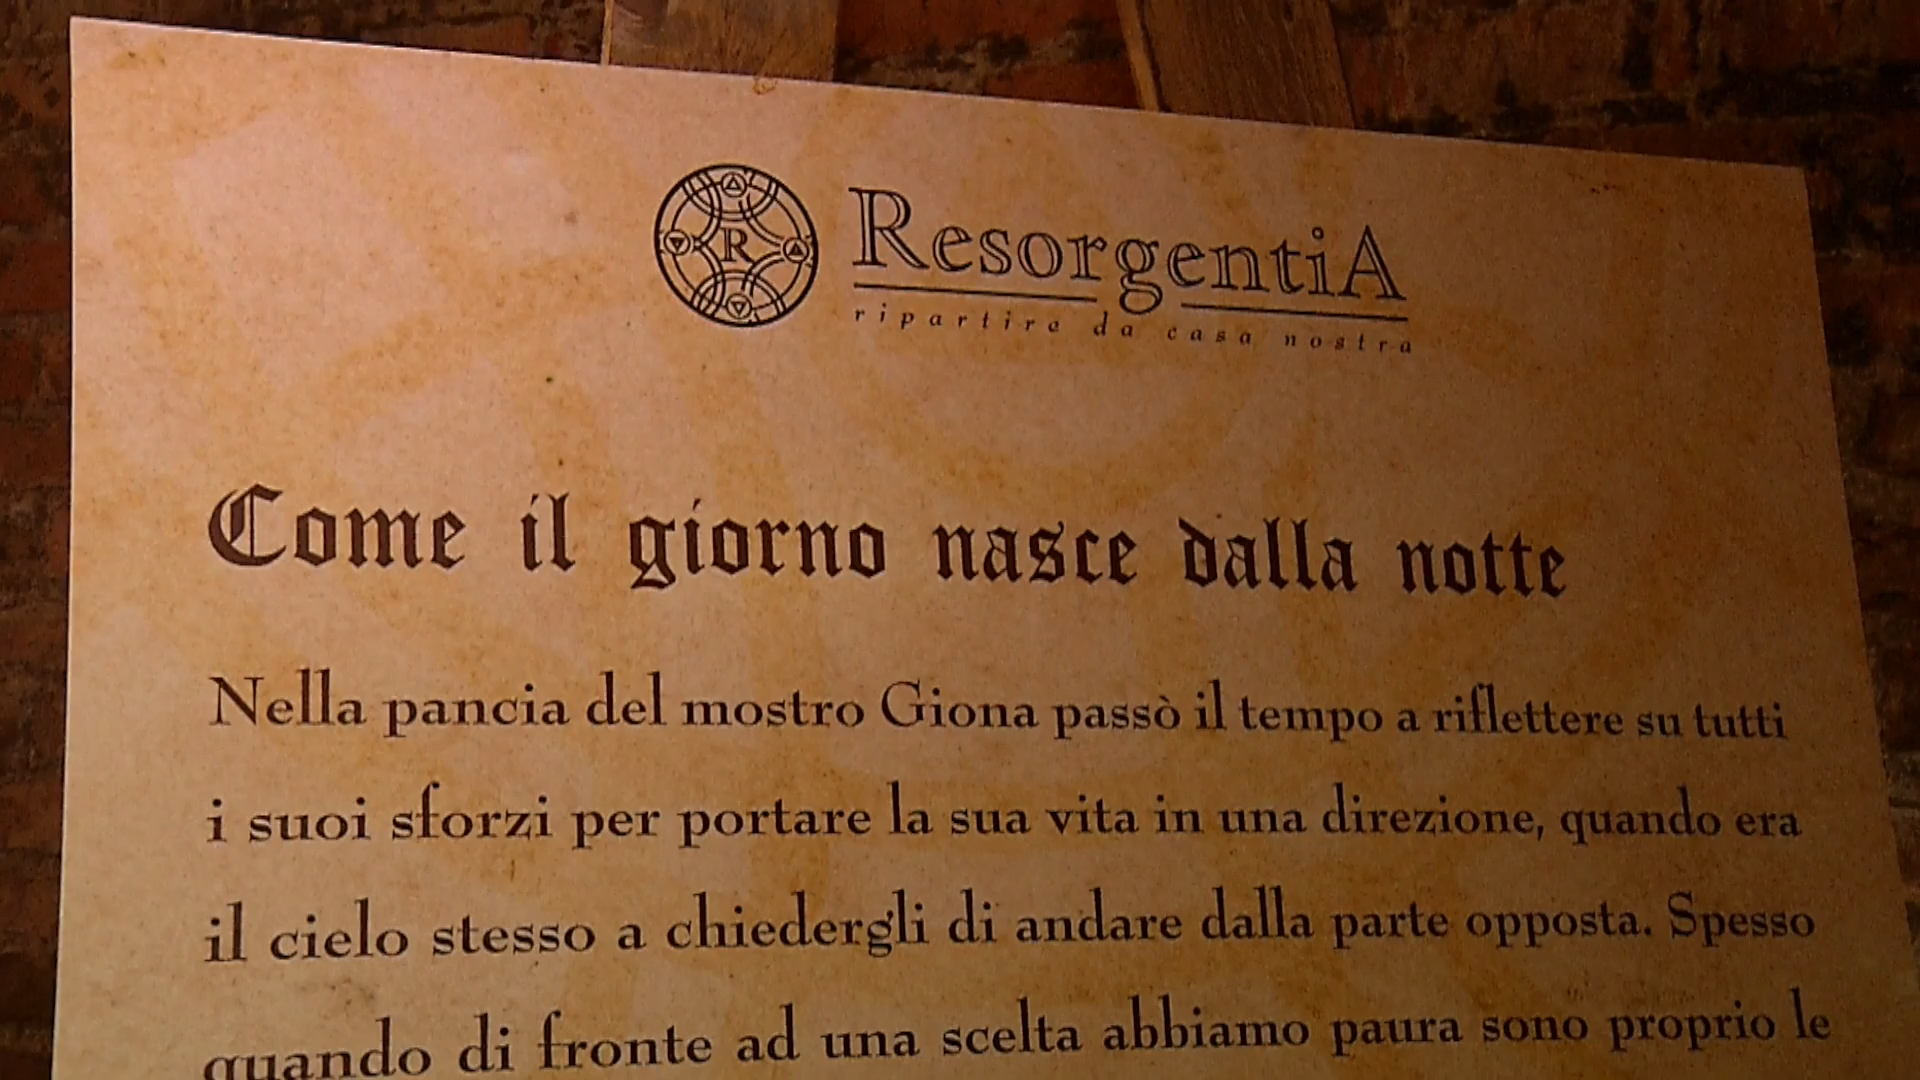 R
ResorgentiA
ripartire da casa nostra
Come il giorno nasce dalla notte
Nella pancia del mostro Giona passò il tempo a riflettere su tutti
i suoi sforzi per portare la sua vita in una direzione, quando era
il cielo stesso a chiedergli di andare dalla parte opposta. Spesso
quando di fronte ad una scelta abbiamo paura sono proprio le